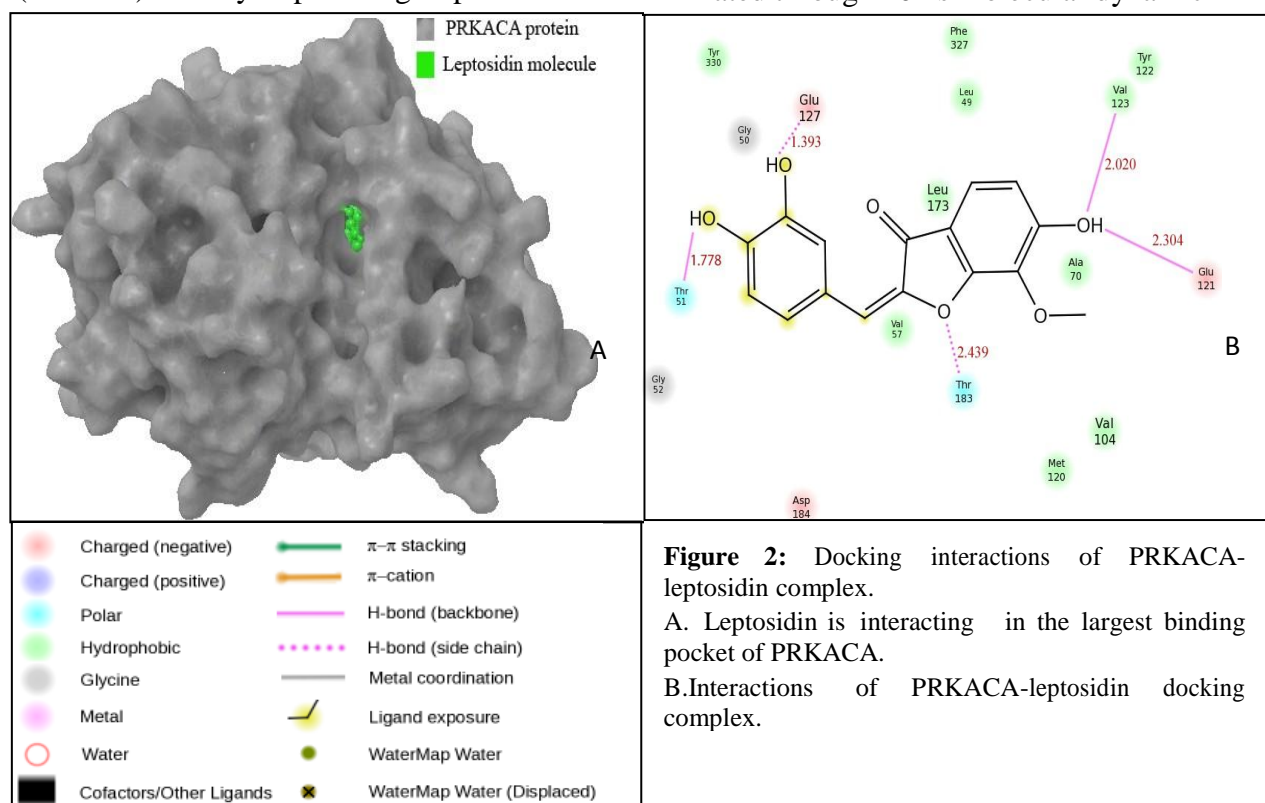 PRKACA protein
Leptosidin molecule
A
Tyr
330
Phe
327
Tyr
122
Val
123
Leu
49
Glu
127
Gly
50
1.393
HO
HO
O
Leu
173
2.020
OH
2.304
1.778
Thr
51
Ala
70
Glu
121
Val
57
O
O
2.439
B
Gly
52
Thr
183
Val
104
Met
120
Asp
184
Charged (negative)
Charged (positive)
Polar
Hydrophobic
Glycine
Metal
Water
Cofactors/Other Ligands
π–π stacking
π–cation
H-bond (backbone)
H-bond (side chain)
Metal coordination
Ligand exposure
WaterMap Water
WaterMap Water (Displaced)
Figure 2: Docking interactions of PRKACA-
leptosidin complex.
A. Leptosidin is interacting in the largest binding
pocket of PRKACA.
B.Interactions of PRKACA-leptosidin docking
complex.